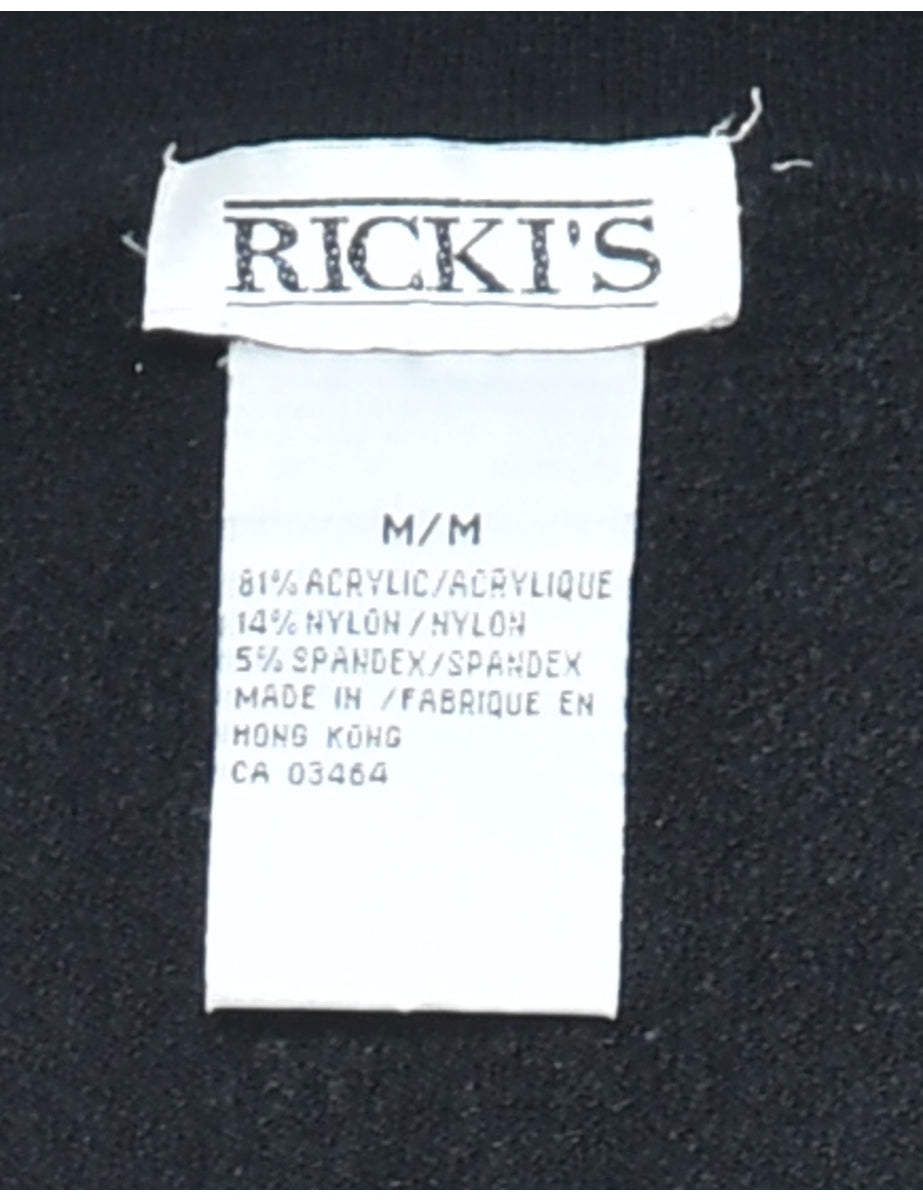 RICKI'S
M/M
81% ACRYLIC/ACRYLIQUE
14% NYLON/NYLON
5% SPANDEX/SPANDEX
MADE IN /FABRIQUE EN
HONG KONG
CA 03464